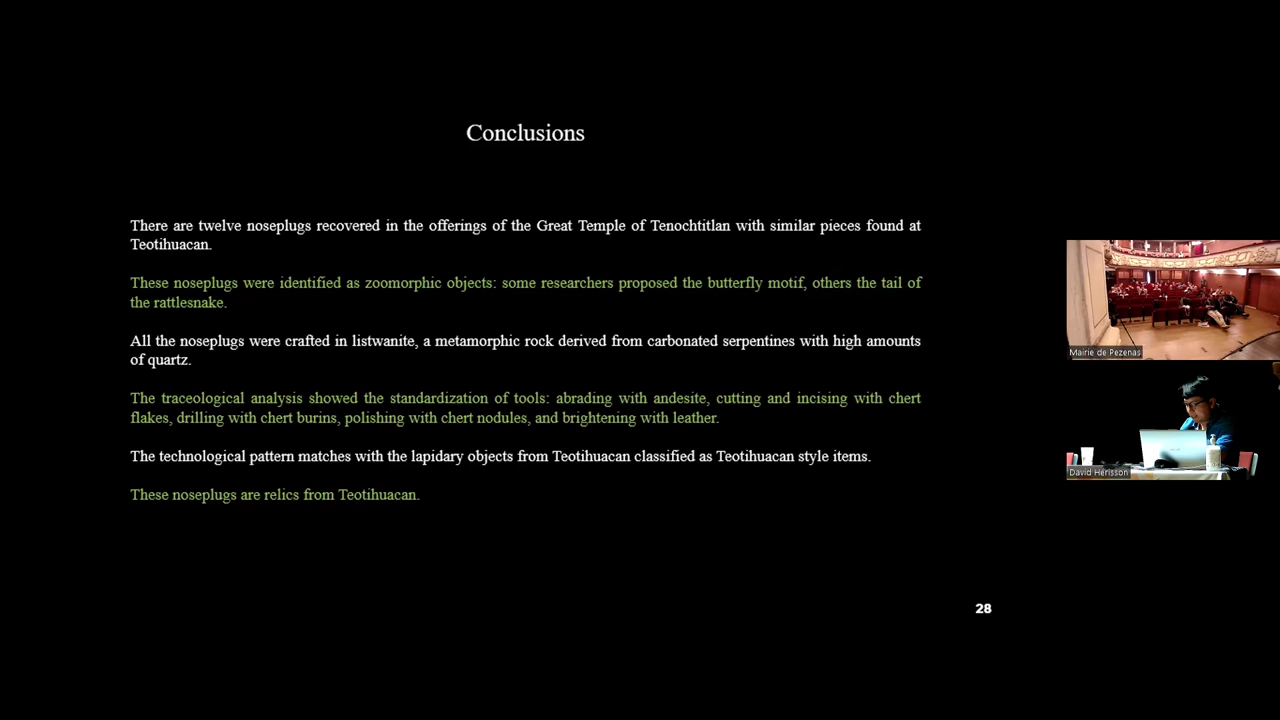 Conclusions
There are twelve noseplugs recovered in the offerings of the Great Temple of Tenochtitlan with similar pieces found at
Teotihuacan.
These noseplugs were identified as zoomorphic objects: some researchers proposed the butterfly motif, others the tail of
the rattlesnake.
All the noseplugs were crafted in listwanite, a metamorphic rock derived from carbonated serpentines with high amounts
of quartz.
The traceological analysis showed the standardization of tools: abrading with andesite, cutting and incising with chert
flakes, drilling with chert burins, polishing with chert nodules, and brightening with leather.
The technological pattern matches with the lapidary objects from Teotihuacan classified as Teotihuacan style items.
These noseplugs are relics from Teotihuacan.
28
Mairie de Pezenas
David Hérisson